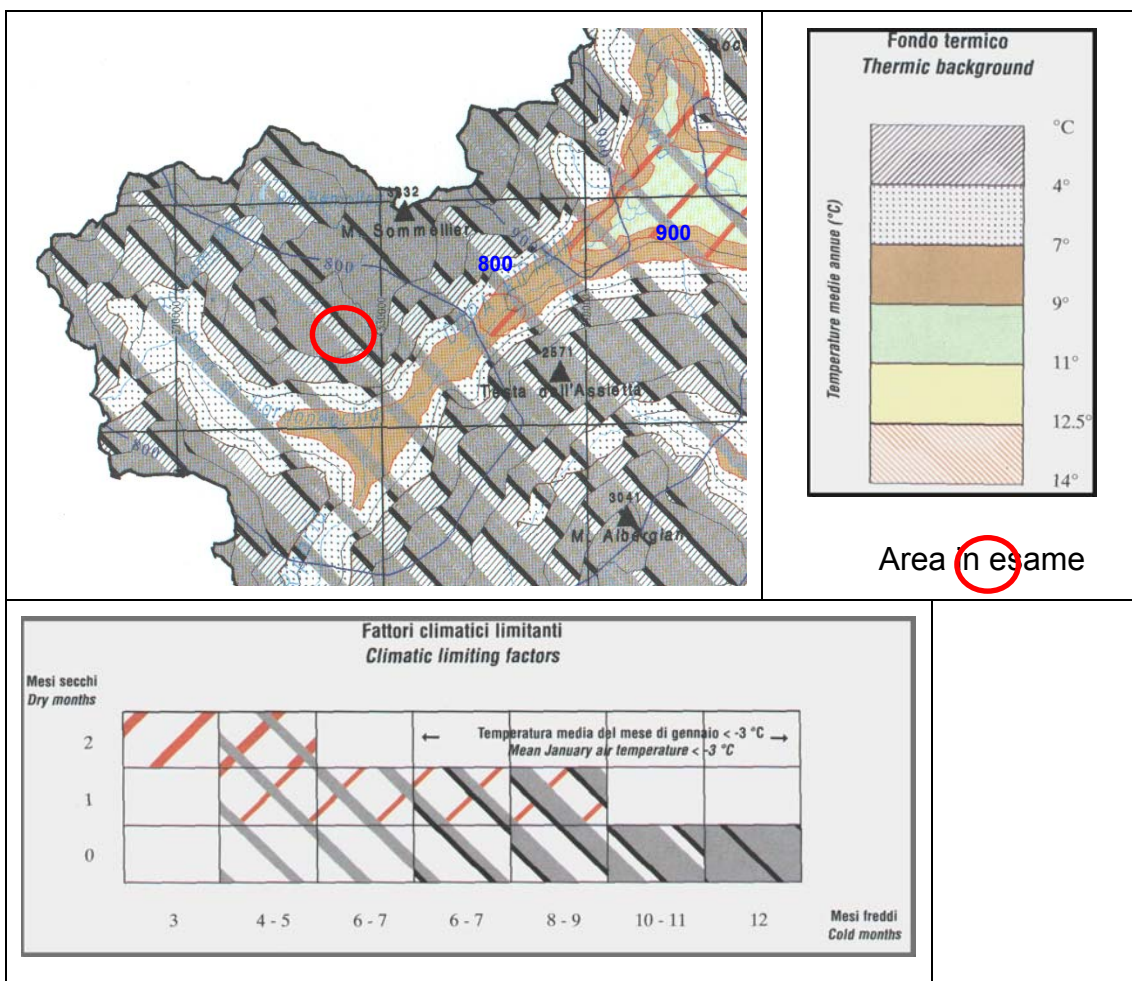 3332
M. Sommeiller
800
900
800
900
2571
Testa dell'Assietta
800
3041
M. Albergian
Fondo termico
Thermic background
°C
4°
7°
9°
11°
12.5°
14°
Temperature medie annue (°C)
Area in esame
Fattori climatici limitanti
Climatic limiting factors
Mesi secchi
Dry months
2
1
0
← Temperatura media del mese di gennaio < -3 °C →
Mean January air temperature < -3 °C
3 4 - 5 6 - 7 6 - 7 8 - 9 10 - 11 12
Mesi freddi
Cold months